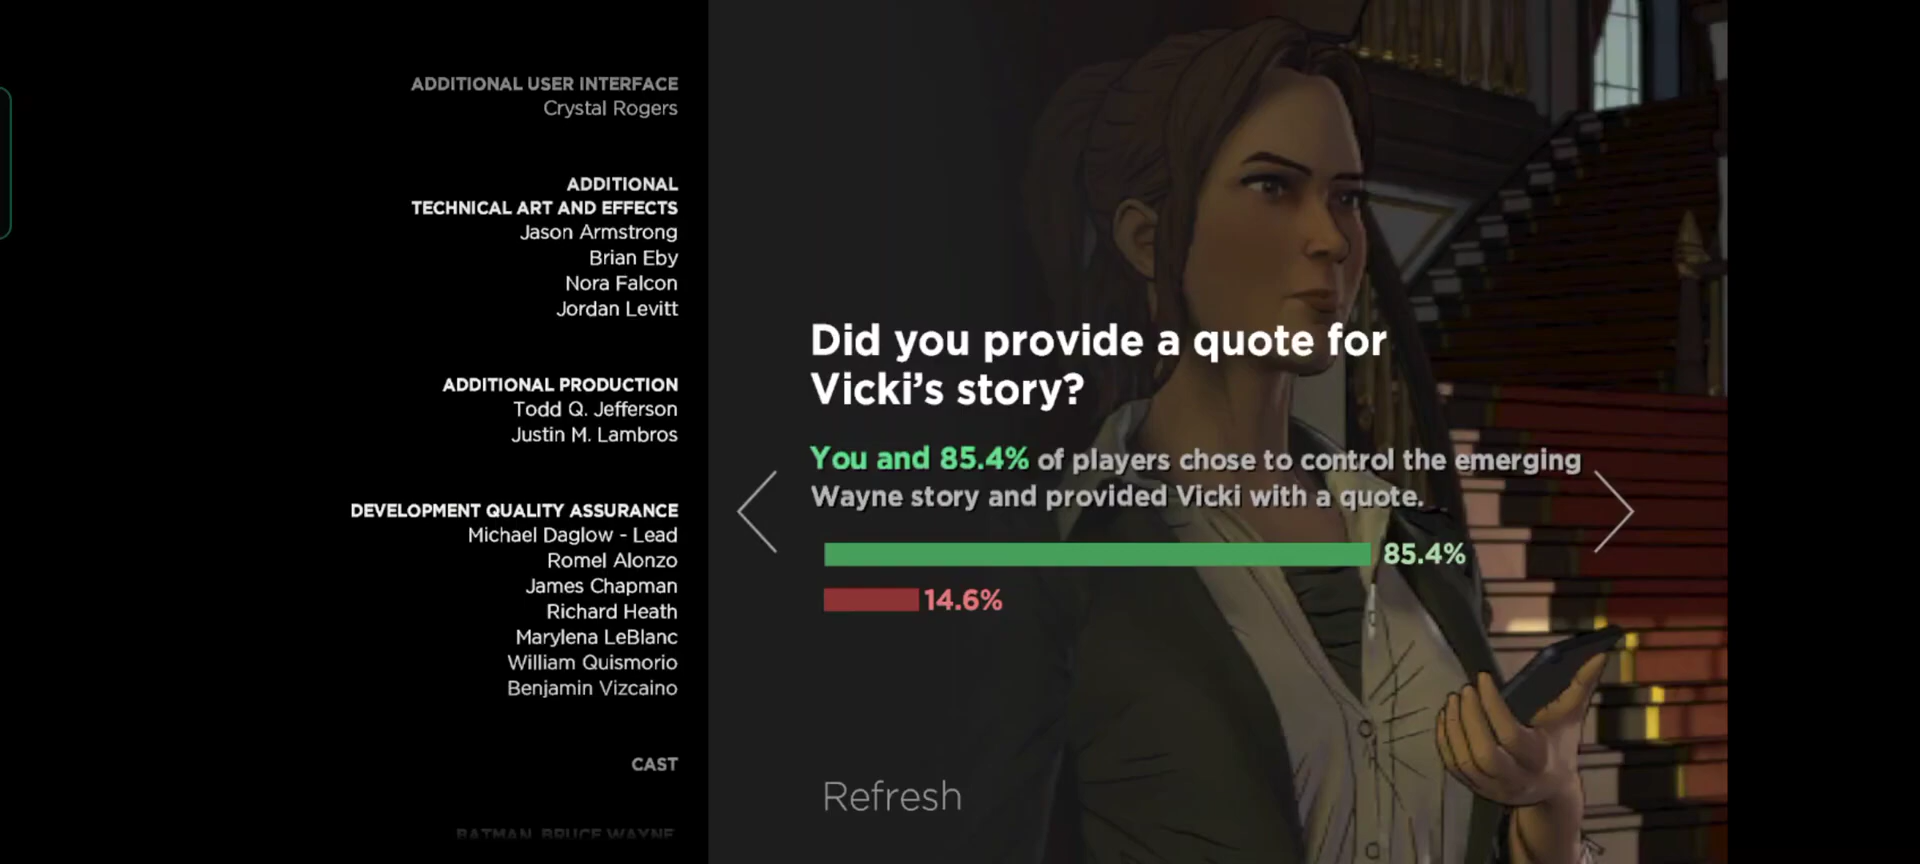 ADDITIONAL USER INTERFACE
Crystal Rogers
ADDITIONAL
TECHNICAL ART AND EFFECTS
Jason Armstrong
Brian Eby
Nora Falcon
Jordan Levitt
ADDITIONAL PRODUCTION
Todd Q. Jefferson
Justin M. Lambros
DEVELOPMENT QUALITY ASSURANCE
Michael Daglow - Lead
Romel Alonzo
James Chapman
Richard Heath
Marylena LeBlanc
William Quismorio
Benjamin Vizcaino
CAST
BATMAN, BRUCE WAYNE
Did you provide a quote for
Vicki's story?
You and 85.4% of players chose to control the emerging
Wayne story and provided Vicki with a quote.
85.4%
14.6%
Refresh